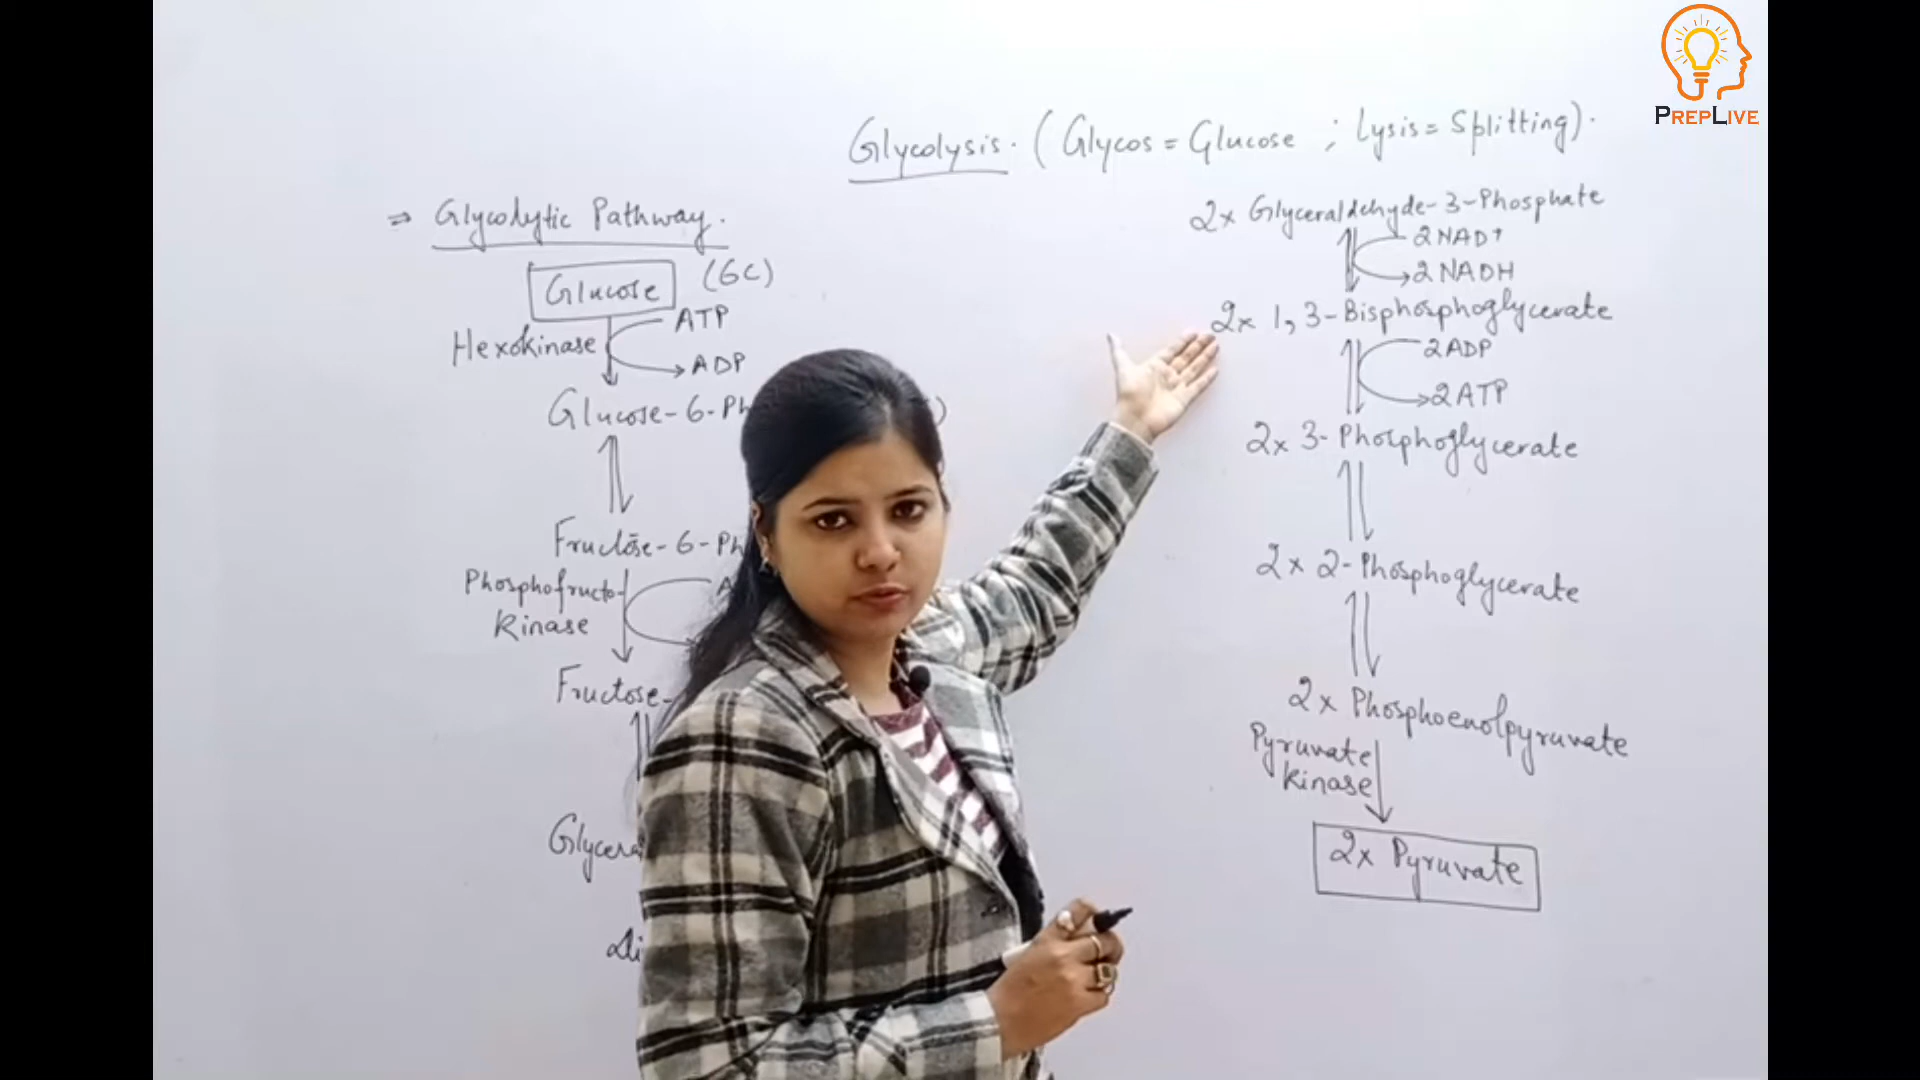 PREPLIVE
Glycolysis. (Glycos = Glucose ; Lysis = Splitting).
⇒ Glycolytic Pathway.
Glucose (6C)
ATP
Hexokinase
ADP
Glucose-6-Ph
)
Fructose-6-Ph
Phosphofructo-
Kinase
A
Fructose-
Glycera
Di
2x Glyceraldehyde-3-Phosphate
2NAD+
2NADH
2x 1,3-Bisphosphoglycerate
2ADP
2ATP
2x 3-Phosphoglycerate
2x 2-Phosphoglycerate
2x Phosphoenolpyruvate
Pyruvate
Kinase
2x Pyruvate